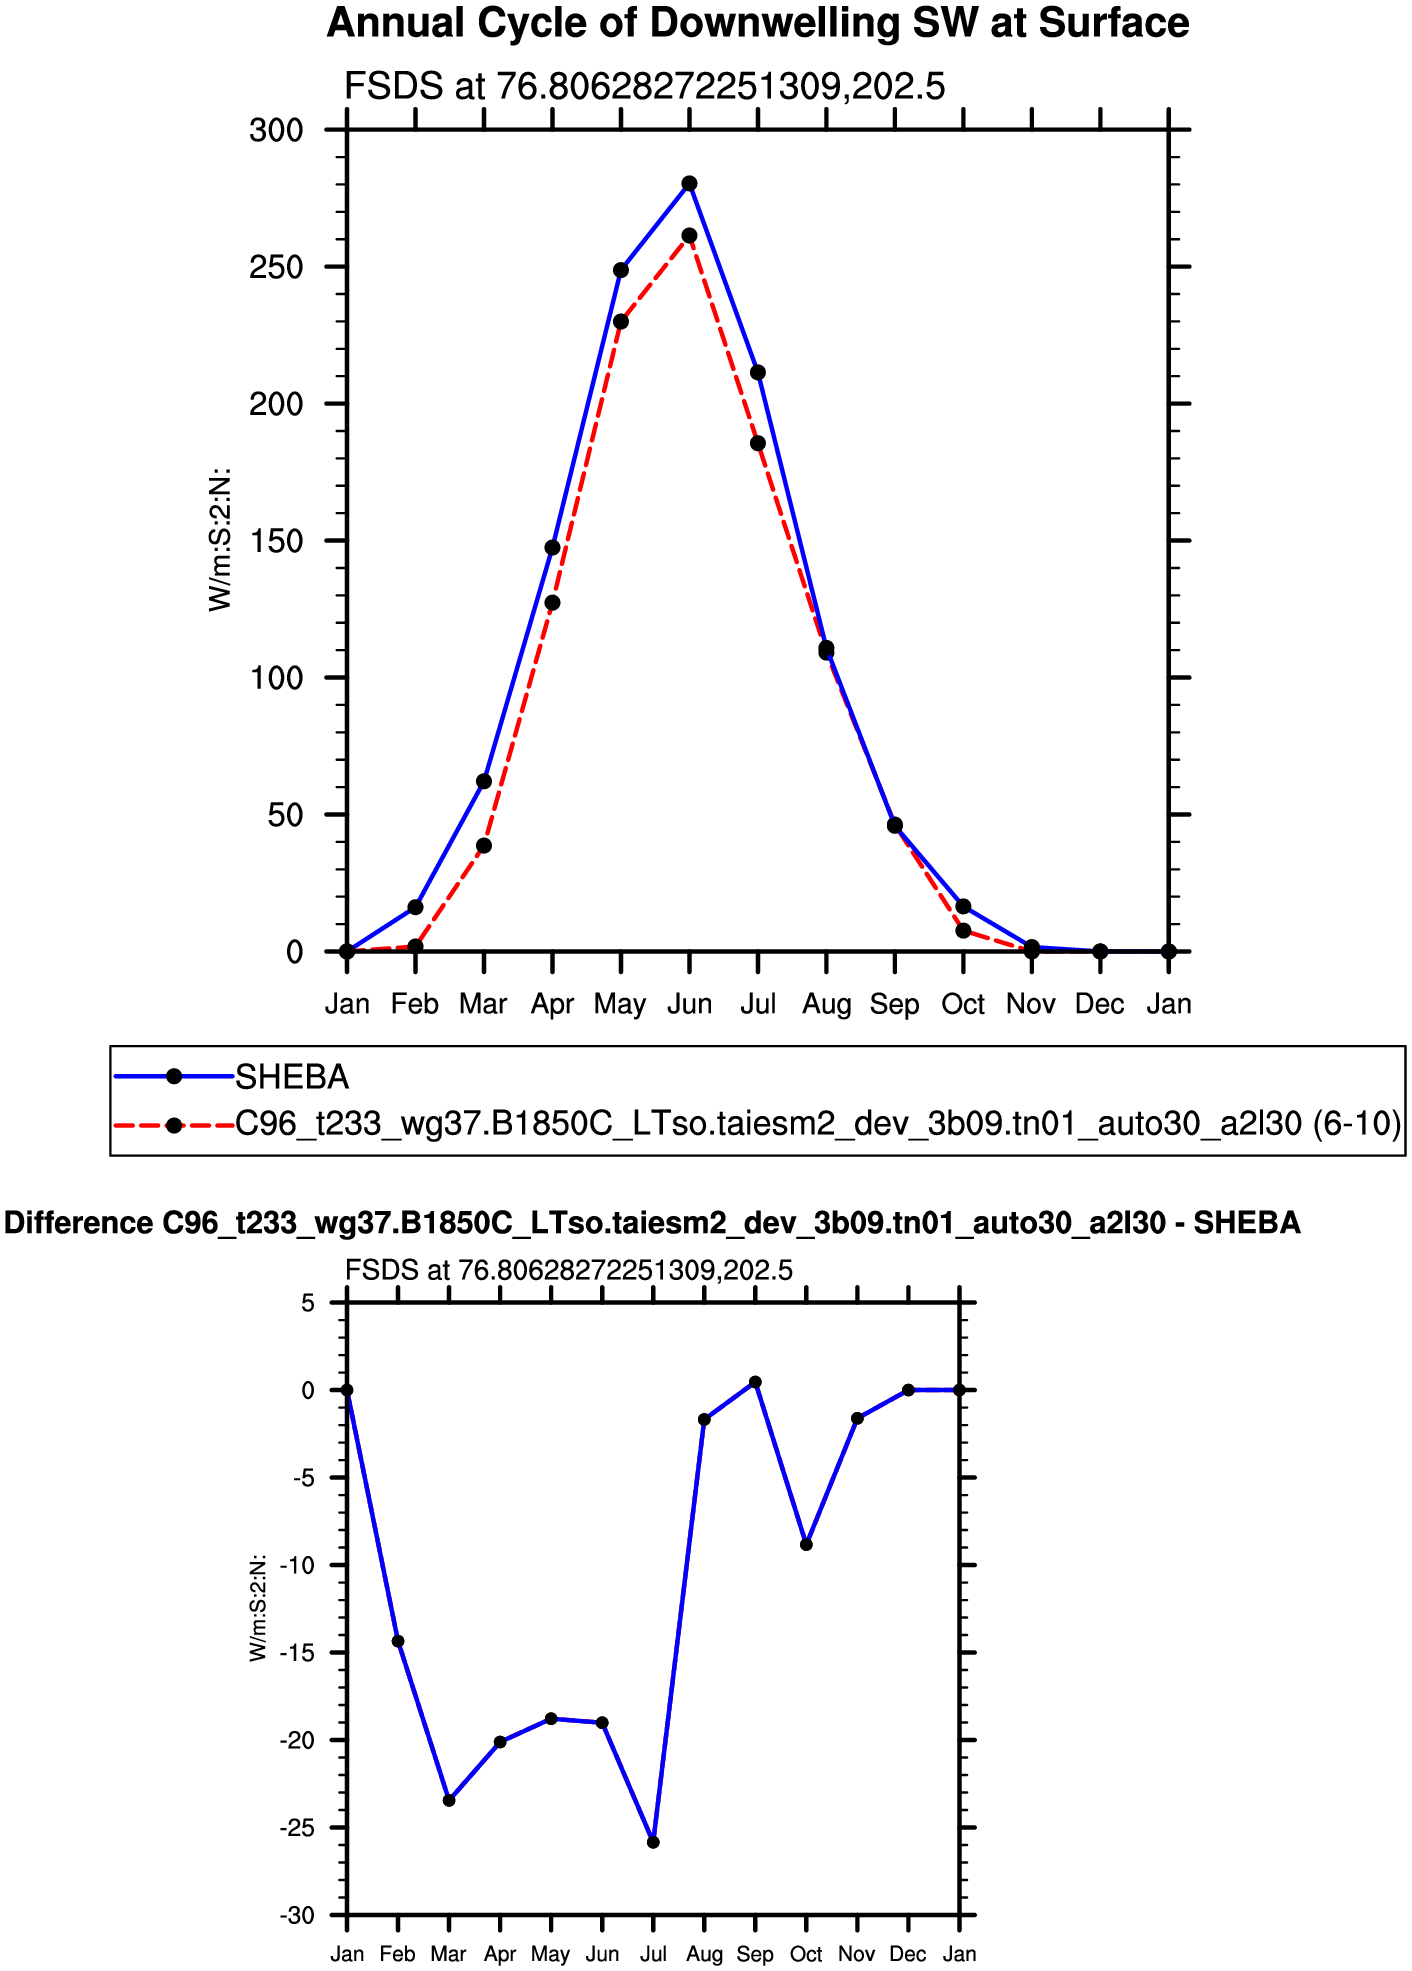 Annual Cycle of Downwelling SW at Surface
FSDS at 76.80628272251309,202.5
300
250
200
150
100
50
0
W/m:S:2:N:
Jan Feb Mar Apr May Jun Jul Aug Sep Oct Nov Dec Jan
SHEBA
C96_t233_wg37.B1850C_LTso.taiesm2_dev_3b09.tn01_auto30_a2l30 (6-10)
Difference C96_t233_wg37.B1850C_LTso.taiesm2_dev_3b09.tn01_auto30_a2l30 - SHEBA
FSDS at 76.80628272251309,202.5
5
0
-5
-10
-15
-20
-25
-30
W/m:S:2:N:
Jan Feb Mar Apr May Jun Jul Aug Sep Oct Nov Dec Jan